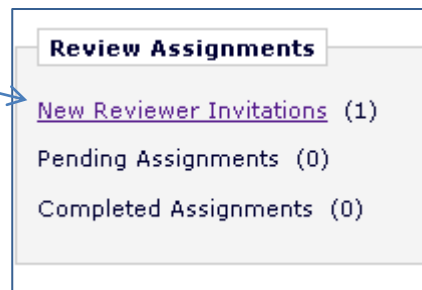 Review Assignments
New Reviewer Invitations (1)
Pending Assignments (0)
Completed Assignments (0)